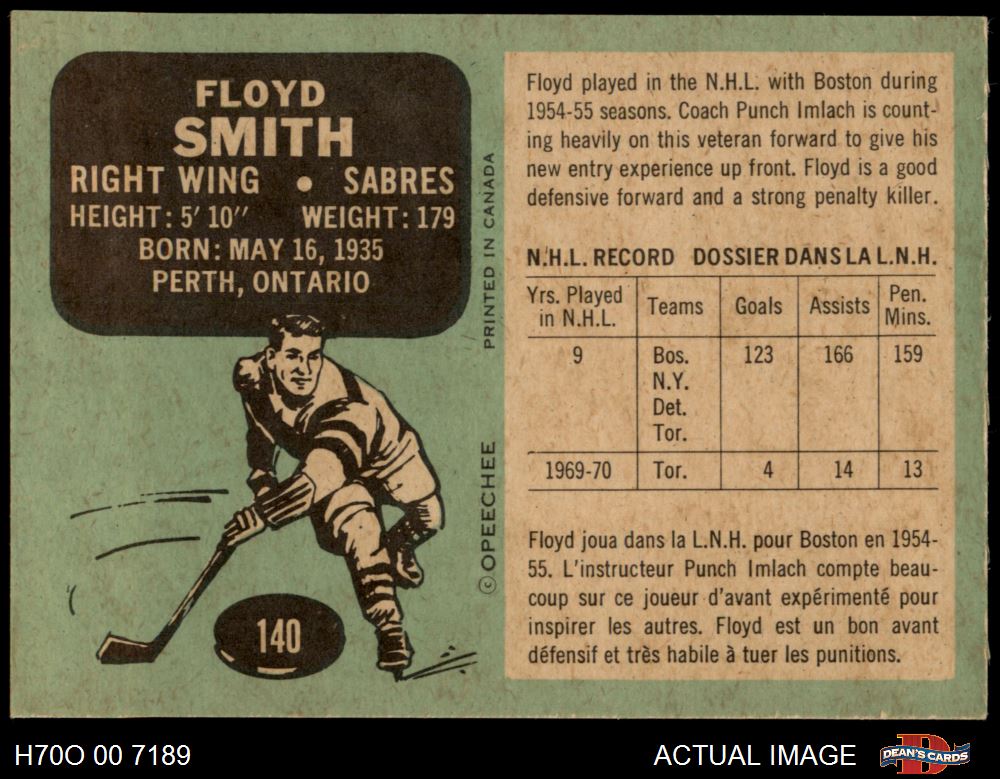 FLOYD
SMITH
RIGHT WING • SABRES
HEIGHT: 5' 10" WEIGHT: 179
BORN: MAY 16, 1935
PERTH, ONTARIO
140
PRINTED IN CANADA
© OPEECHEE
Floyd played in the N.H.L. with Boston during
1954-55 seasons. Coach Punch Imlach is count-
ing heavily on this veteran forward to give his
new entry experience up front. Floyd is a good
defensive forward and a strong penalty killer.
N.H.L. RECORD DOSSIER DANS LA L.N.H.
Yrs. Played in N.H.L. Teams Goals Assists Pen. Mins.
9 Bos. 123 166 159
N.Y.
Det.
Tor.
1969-70 Tor. 4 14 13
Floyd joua dans la L.N.H. pour Boston en 1954-
55. L'instructeur Punch Imlach compte beau-
coup sur ce joueur d'avant expérimenté pour
inspirer les autres. Floyd est un bon avant
défensif et très habile à tuer les punitions.
H70O 00 7189
ACTUAL IMAGE
DEAN'S CARDS